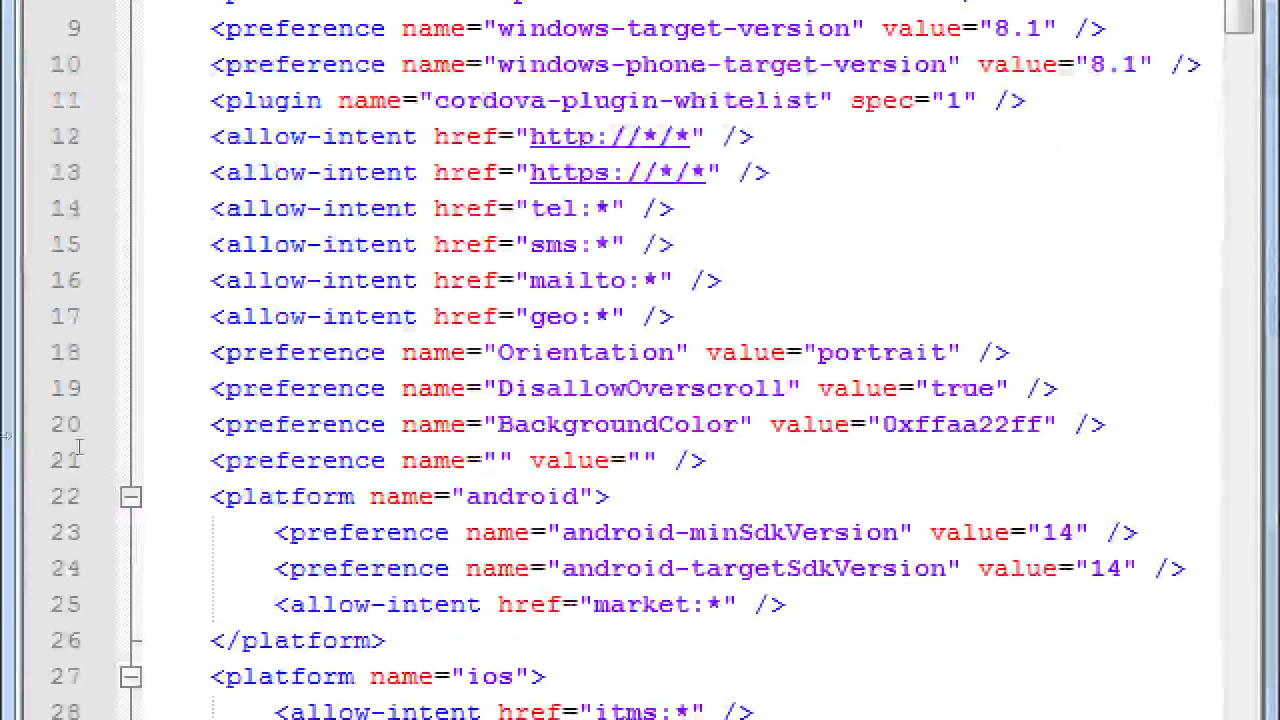 9 <preference name="windows-target-version" value="8.1" />
10 <preference name="windows-phone-target-version" value="8.1" />
11 <plugin name="cordova-plugin-whitelist" spec="1" />
12 <allow-intent href="http://*/*" />
13 <allow-intent href="https://*/*" />
14 <allow-intent href="tel:*" />
15 <allow-intent href="sms:*" />
16 <allow-intent href="mailto:*" />
17 <allow-intent href="geo:*" />
18 <preference name="Orientation" value="portrait" />
19 <preference name="DisallowOverscroll" value="true" />
20 <preference name="BackgroundColor" value="0xffaa22ff" />
21 <preference name="" value="" />
22 <platform name="android">
23 <preference name="android-minSdkVersion" value="14" />
24 <preference name="android-targetSdkVersion" value="14" />
25 <allow-intent href="market:*" />
26 </platform>
27 <platform name="ios">
28 <allow-intent href="itms:*" />